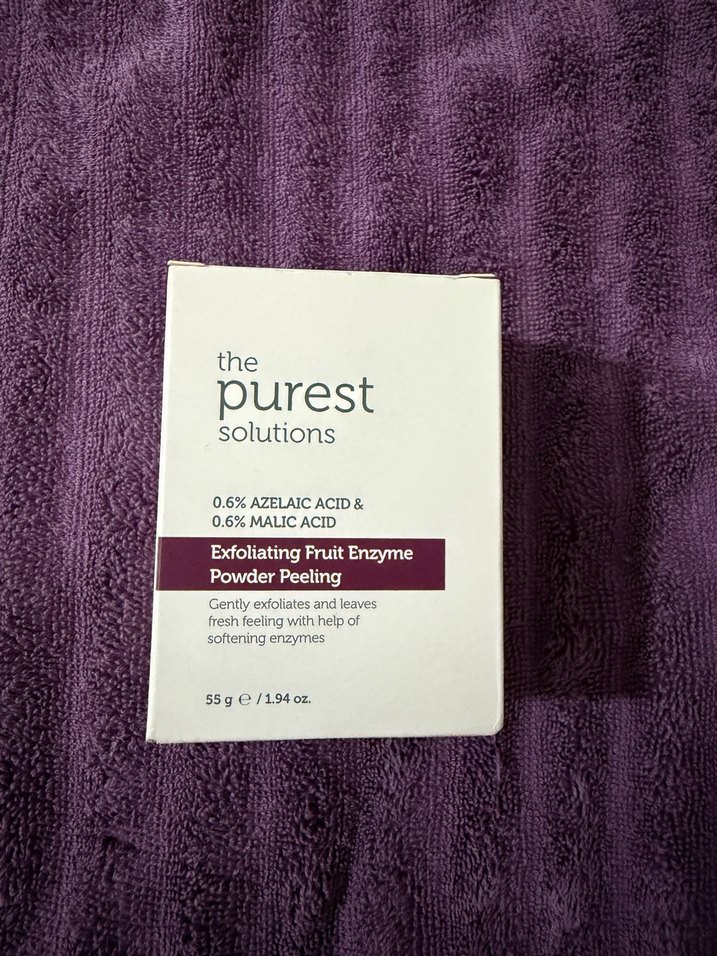 the
purest
solutions
0.6% AZELAIC ACID &
0.6% MALIC ACID
Exfoliating Fruit Enzyme
Powder Peeling
Gently exfoliates and leaves
fresh feeling with help of
softening enzymes
55 g ℮ / 1.94 oz.